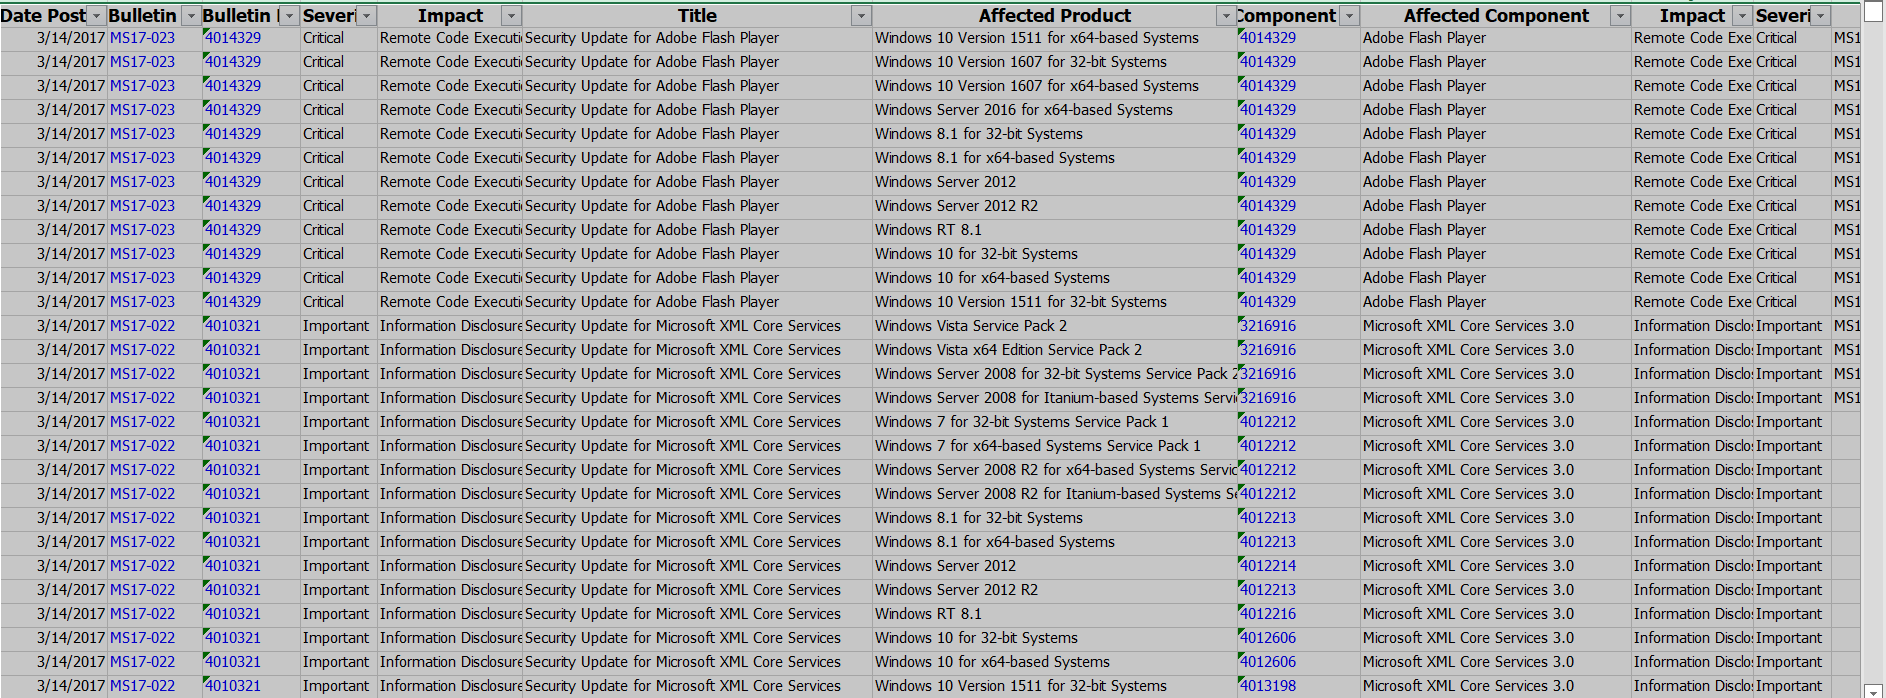 Date Post Bulletin Bulletin Severi Impact Title Affected Product Component Affected Component Impact Severi
3/14/2017 MS17-023 4014329 Critical Remote Code Executi Security Update for Adobe Flash Player Windows 10 Version 1511 for x64-based Systems 4014329 Adobe Flash Player Remote Code Exe Critical MS1
3/14/2017 MS17-023 4014329 Critical Remote Code Executi Security Update for Adobe Flash Player Windows 10 Version 1607 for 32-bit Systems 4014329 Adobe Flash Player Remote Code Exe Critical MS1
3/14/2017 MS17-023 4014329 Critical Remote Code Executi Security Update for Adobe Flash Player Windows 10 Version 1607 for x64-based Systems 4014329 Adobe Flash Player Remote Code Exe Critical MS1
3/14/2017 MS17-023 4014329 Critical Remote Code Executi Security Update for Adobe Flash Player Windows Server 2016 for x64-based Systems 4014329 Adobe Flash Player Remote Code Exe Critical MS1
3/14/2017 MS17-023 4014329 Critical Remote Code Executi Security Update for Adobe Flash Player Windows 8.1 for 32-bit Systems 4014329 Adobe Flash Player Remote Code Exe Critical MS1
3/14/2017 MS17-023 4014329 Critical Remote Code Executi Security Update for Adobe Flash Player Windows 8.1 for x64-based Systems 4014329 Adobe Flash Player Remote Code Exe Critical MS1
3/14/2017 MS17-023 4014329 Critical Remote Code Executi Security Update for Adobe Flash Player Windows Server 2012 4014329 Adobe Flash Player Remote Code Exe Critical MS1
3/14/2017 MS17-023 4014329 Critical Remote Code Executi Security Update for Adobe Flash Player Windows Server 2012 R2 4014329 Adobe Flash Player Remote Code Exe Critical MS1
3/14/2017 MS17-023 4014329 Critical Remote Code Executi Security Update for Adobe Flash Player Windows RT 8.1 4014329 Adobe Flash Player Remote Code Exe Critical MS1
3/14/2017 MS17-023 4014329 Critical Remote Code Executi Security Update for Adobe Flash Player Windows 10 for 32-bit Systems 4014329 Adobe Flash Player Remote Code Exe Critical MS1
3/14/2017 MS17-023 4014329 Critical Remote Code Executi Security Update for Adobe Flash Player Windows 10 for x64-based Systems 4014329 Adobe Flash Player Remote Code Exe Critical MS1
3/14/2017 MS17-023 4014329 Critical Remote Code Executi Security Update for Adobe Flash Player Windows 10 Version 1511 for 32-bit Systems 4014329 Adobe Flash Player Remote Code Exe Critical MS1
3/14/2017 MS17-022 4010321 Important Information Disclosure Security Update for Microsoft XML Core Services Windows Vista Service Pack 2 3216916 Microsoft XML Core Services 3.0 Information Disclo Important MS1
3/14/2017 MS17-022 4010321 Important Information Disclosure Security Update for Microsoft XML Core Services Windows Vista x64 Edition Service Pack 2 3216916 Microsoft XML Core Services 3.0 Information Disclo Important MS1
3/14/2017 MS17-022 4010321 Important Information Disclosure Security Update for Microsoft XML Core Services Windows Server 2008 for 32-bit Systems Service Pack 2 3216916 Microsoft XML Core Services 3.0 Information Disclo Important MS1
3/14/2017 MS17-022 4010321 Important Information Disclosure Security Update for Microsoft XML Core Services Windows Server 2008 for Itanium-based Systems Servi 3216916 Microsoft XML Core Services 3.0 Information Disclo Important MS1
3/14/2017 MS17-022 4010321 Important Information Disclosure Security Update for Microsoft XML Core Services Windows 7 for 32-bit Systems Service Pack 1 4012212 Microsoft XML Core Services 3.0 Information Disclo Important
3/14/2017 MS17-022 4010321 Important Information Disclosure Security Update for Microsoft XML Core Services Windows 7 for x64-based Systems Service Pack 1 4012212 Microsoft XML Core Services 3.0 Information Disclo Important
3/14/2017 MS17-022 4010321 Important Information Disclosure Security Update for Microsoft XML Core Services Windows Server 2008 R2 for x64-based Systems Servic 4012212 Microsoft XML Core Services 3.0 Information Disclo Important
3/14/2017 MS17-022 4010321 Important Information Disclosure Security Update for Microsoft XML Core Services Windows Server 2008 R2 for Itanium-based Systems Se 4012212 Microsoft XML Core Services 3.0 Information Disclo Important
3/14/2017 MS17-022 4010321 Important Information Disclosure Security Update for Microsoft XML Core Services Windows 8.1 for 32-bit Systems 4012213 Microsoft XML Core Services 3.0 Information Disclo Important
3/14/2017 MS17-022 4010321 Important Information Disclosure Security Update for Microsoft XML Core Services Windows 8.1 for x64-based Systems 4012213 Microsoft XML Core Services 3.0 Information Disclo Important
3/14/2017 MS17-022 4010321 Important Information Disclosure Security Update for Microsoft XML Core Services Windows Server 2012 4012214 Microsoft XML Core Services 3.0 Information Disclo Important
3/14/2017 MS17-022 4010321 Important Information Disclosure Security Update for Microsoft XML Core Services Windows Server 2012 R2 4012213 Microsoft XML Core Services 3.0 Information Disclo Important
3/14/2017 MS17-022 4010321 Important Information Disclosure Security Update for Microsoft XML Core Services Windows RT 8.1 4012216 Microsoft XML Core Services 3.0 Information Disclo Important
3/14/2017 MS17-022 4010321 Important Information Disclosure Security Update for Microsoft XML Core Services Windows 10 for 32-bit Systems 4012606 Microsoft XML Core Services 3.0 Information Disclo Important
3/14/2017 MS17-022 4010321 Important Information Disclosure Security Update for Microsoft XML Core Services Windows 10 for x64-based Systems 4012606 Microsoft XML Core Services 3.0 Information Disclo Important
3/14/2017 MS17-022 4010321 Important Information Disclosure Security Update for Microsoft XML Core Services Windows 10 Version 1511 for 32-bit Systems 4013198 Microsoft XML Core Services 3.0 Information Disclo Important